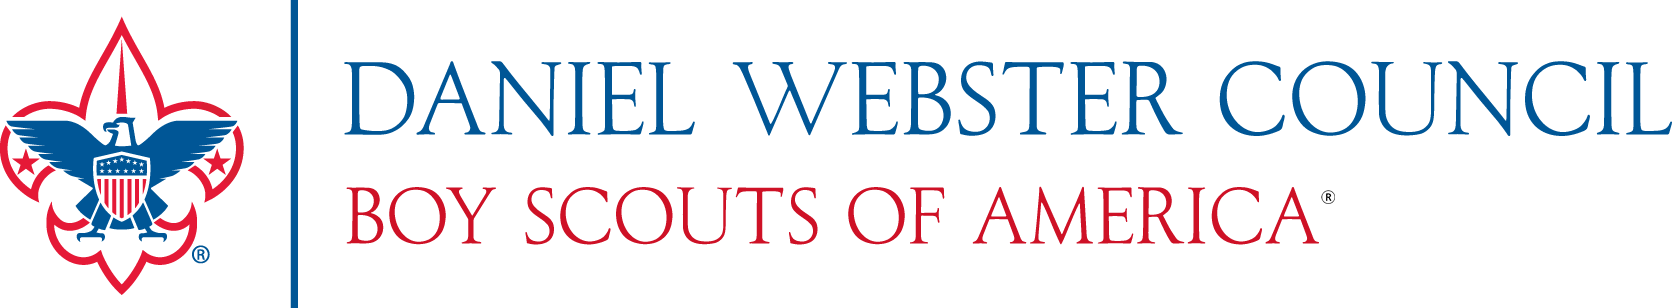 DANIEL WEBSTER COUNCIL
BOY SCOUTS OF AMERICA®
®